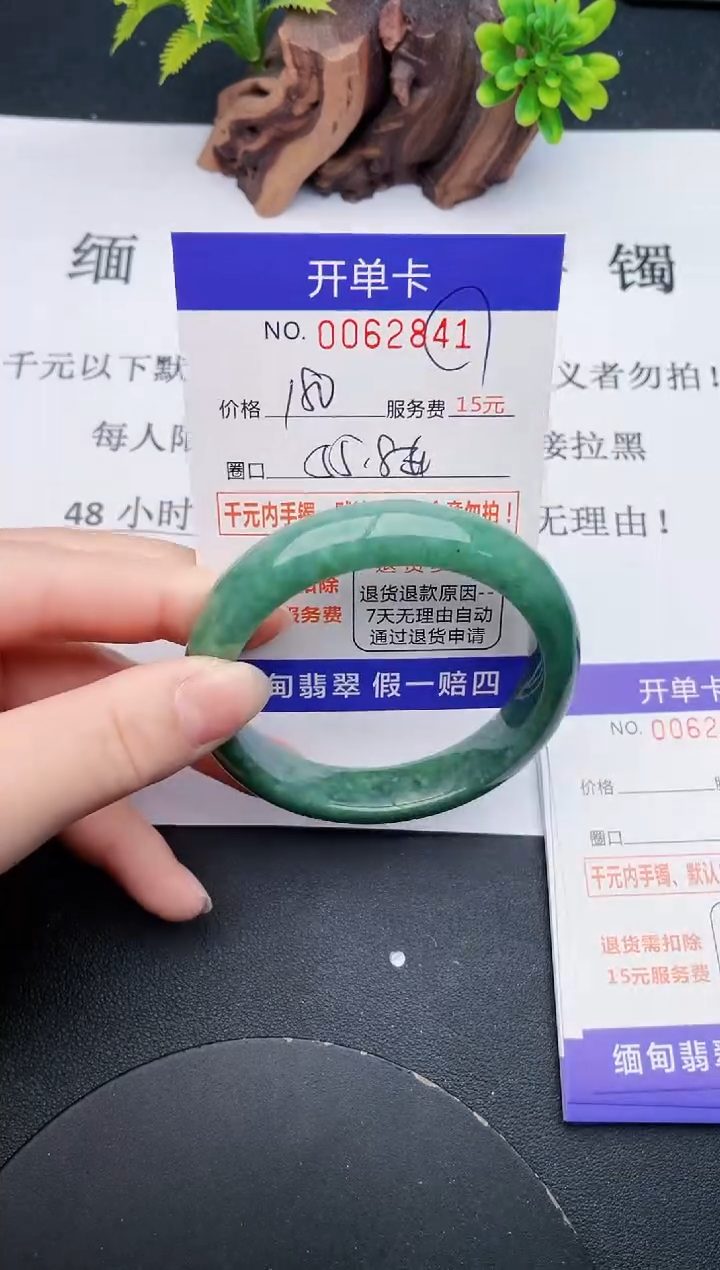 缅
镯
开单卡
NO. 0062841
千元以下默
义者勿拍！
价格 180 服务费 15元
每人
接拉黑
圈口 55.8
48 小时
无理由！
千元内手镯、
勿拍！
扣除
服务费
退货退款原因--
7天无理由自动
通过退货申请
甸翡翠 假一赔四
开单卡
NO. 0062
价格
圈口
千元内手镯、默认
退货需扣除
15元服务费
缅甸翡翠